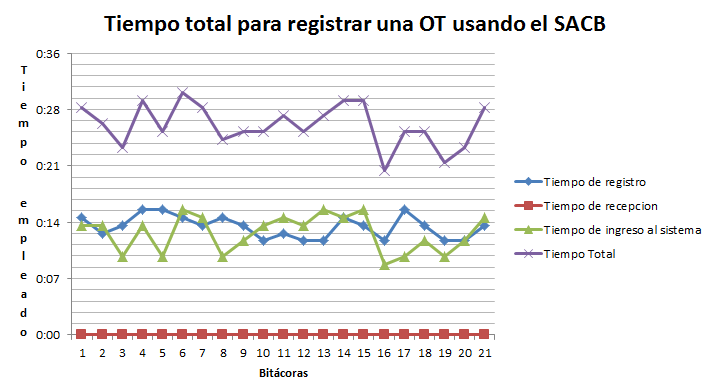 Tiempo total para registrar una OT usando el SACB
Tiempo empleado
0:36
0:28
0:21
0:14
0:07
0:00
1 2 3 4 5 6 7 8 9 10 11 12 13 14 15 16 17 18 19 20 21
Bitácoras
Tiempo de registro
Tiempo de recepcion
Tiempo de ingreso al sistema
Tiempo Total